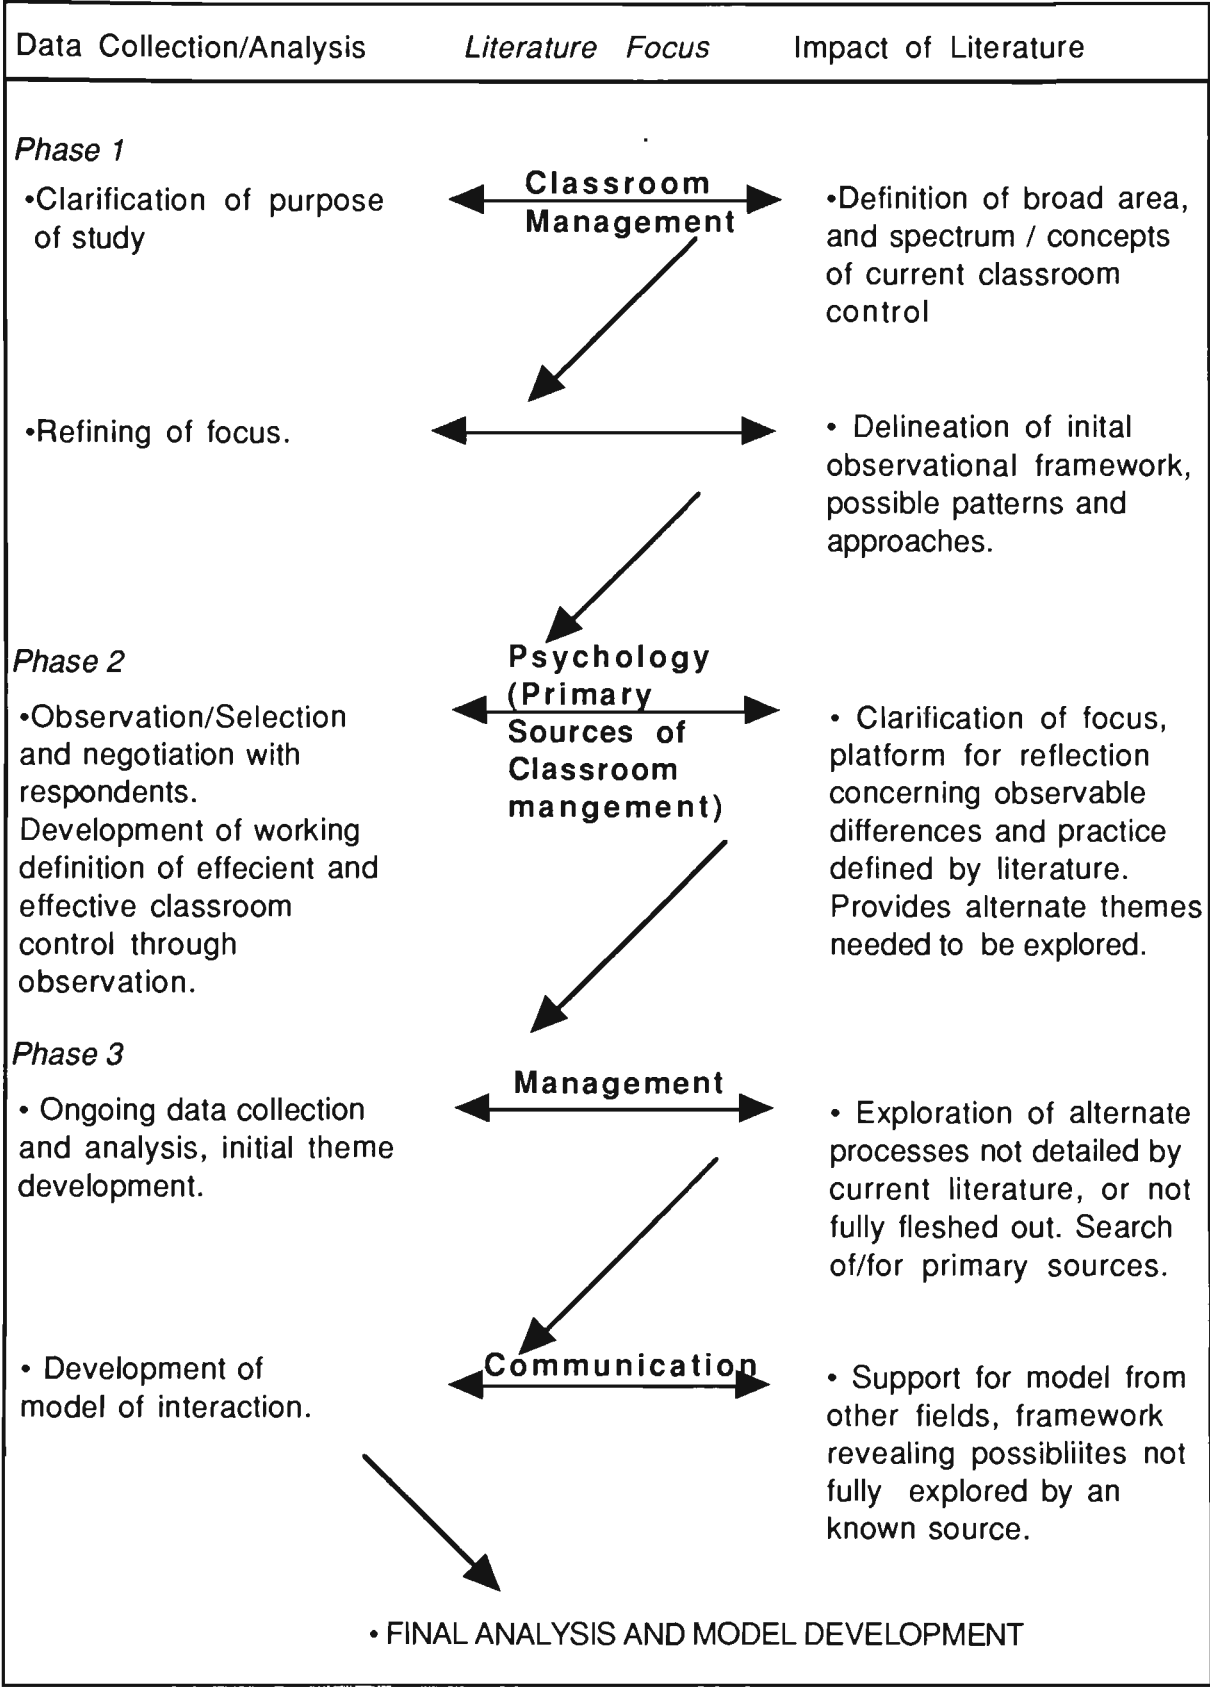 Data Collection/Analysis Literature Focus Impact of Literature
Phase 1
•Clarification of purpose
of study
Classroom
Management
•Definition of broad area,
and spectrum / concepts
of current classroom
control
•Refining of focus.
• Delineation of inital
observational framework,
possible patterns and
approaches.
Phase 2
•Observation/Selection
and negotiation with
respondents.
Development of working
definition of effecient and
effective classroom
control through
observation.
Psychology
(Primary
Sources of
Classroom
mangement)
• Clarification of focus,
platform for reflection
concerning observable
differences and practice
defined by literature.
Provides alternate themes
needed to be explored.
Phase 3
• Ongoing data collection
and analysis, initial theme
development.
Management
• Exploration of alternate
processes not detailed by
current literature, or not
fully fleshed out. Search
of/for primary sources.
• Development of
model of interaction.
Communication
• Support for model from
other fields, framework
revealing possibliites not
fully explored by an
known source.
• FINAL ANALYSIS AND MODEL DEVELOPMENT